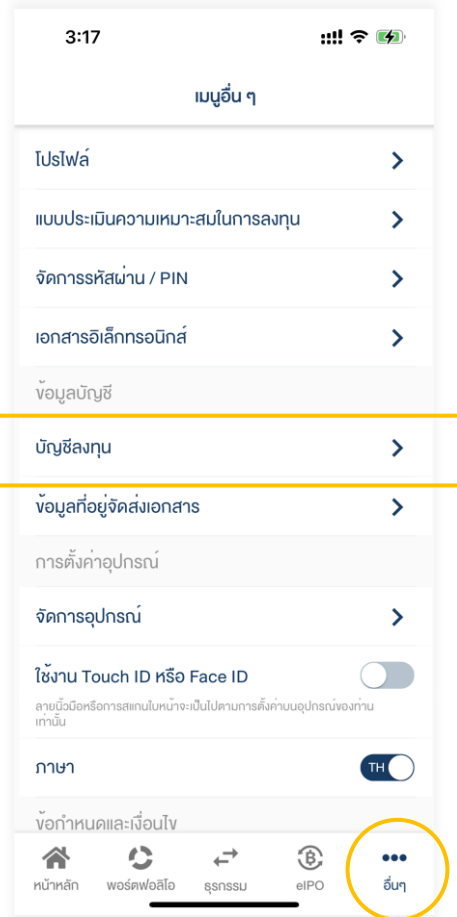 3:17
เมนูอื่น ๆ
โปรไฟล์
แบบประเมินความเหมาะสมในการลงทุน
จัดการรหัสผ่าน / PIN
เอกสารอิเล็กทรอนิกส์
ข้อมูลบัญชี
บัญชีลงทุน
ข้อมูลที่อยู่จัดส่งเอกสาร
การตั้งค่าอุปกรณ์
จัดการอุปกรณ์
ใช้งาน Touch ID หรือ Face ID
ลายนิ้วมือหรือการสแกนใบหน้าจะเป็นไปตามการตั้งค่าบนอุปกรณ์ของท่าน
เท่านั้น
ภาษา
TH
ข้อกำหนดและเงื่อนไข
หน้าหลัก พอร์ตฟอลิโอ ธุรกรรม eIPO อื่นๆ